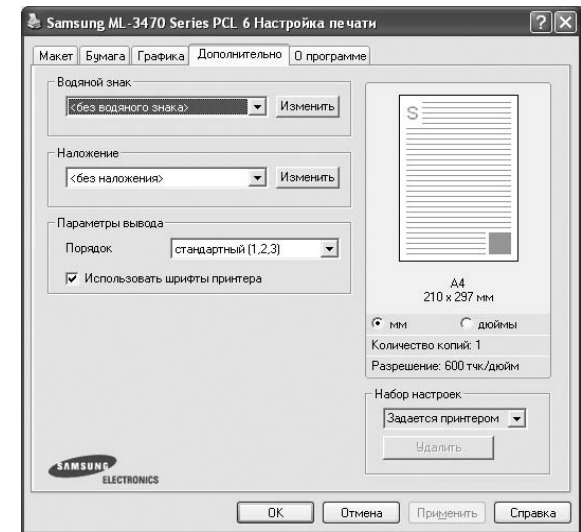 Samsung ML-3470 Series PCL 6 Настройка печати
Макет Бумага Графика Дополнительно О программе
Водяной знак
<без водяного знака> Изменить
Наложение
<без наложения> Изменить
Параметры вывода
Порядок стандартный (1,2,3)
Использовать шрифты принтера
S
A4
210 x 297 мм
мм дюймы
Количество копий: 1
Разрешение: 600 тчк/дюйм
Набор настроек
Задается принтером
Удалить
SAMSUNG
ELECTRONICS
OK Отмена Применить Справка